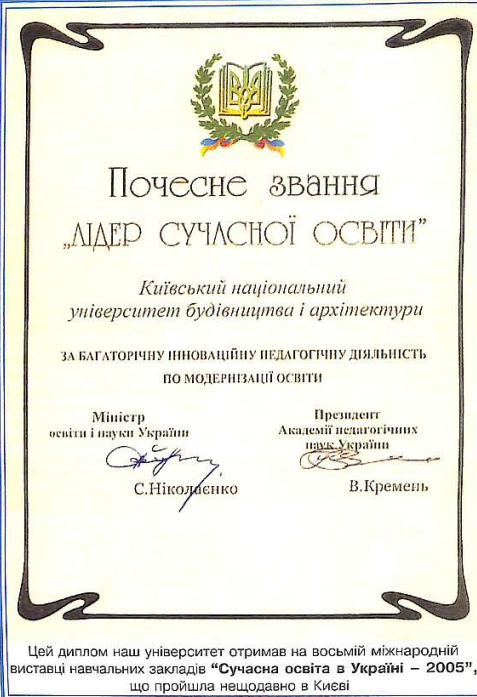 Почесне звання
„ЛІДЕР СУЧАСНОЇ ОСВІТИ”
Київський національний
університет будівництва і архітектури
ЗА БАГАТОРІЧНУ ІННОВАЦІЙНУ ПЕДАГОГІЧНУ ДІЯЛЬНІСТЬ
ПО МОДЕРНІЗАЦІЇ ОСВІТИ
Міністр
освіти і науки України
С.Ніколаєнко
Президент
Академії педагогічних
наук України
В.Кремень
Цей диплом наш університет отримав на восьмій міжнародній
виставці навчальних закладів “Сучасна освіта в Україні – 2005”,
що пройшла нещодавно в Києві